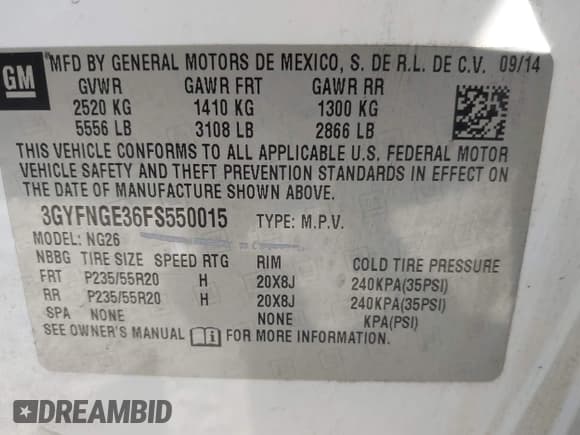 GM
MFD BY GENERAL MOTORS DE MEXICO, S. DE R.L. DE C.V. 09/14
GVWR GAWR FRT GAWR RR
2520 KG 1410 KG 1300 KG
5556 LB 3108 LB 2866 LB
THIS VEHICLE CONFORMS TO ALL APPLICABLE U.S. FEDERAL MOTOR
VEHICLE SAFETY AND THEFT PREVENTION STANDARDS IN EFFECT ON
THE DATE OF MANUFACTURE SHOWN ABOVE.
3GYFNGE36FS550015 TYPE: M.P.V.
MODEL: NG26
NBBG TIRE SIZE SPEED RTG RIM COLD TIRE PRESSURE
FRT P235/55R20 H 20X8J 240KPA(35PSI)
RR P235/55R20 H 20X8J 240KPA(35PSI)
SPA NONE NONE KPA(PSI)
SEE OWNER'S MANUAL FOR MORE INFORMATION.
DREAMBID